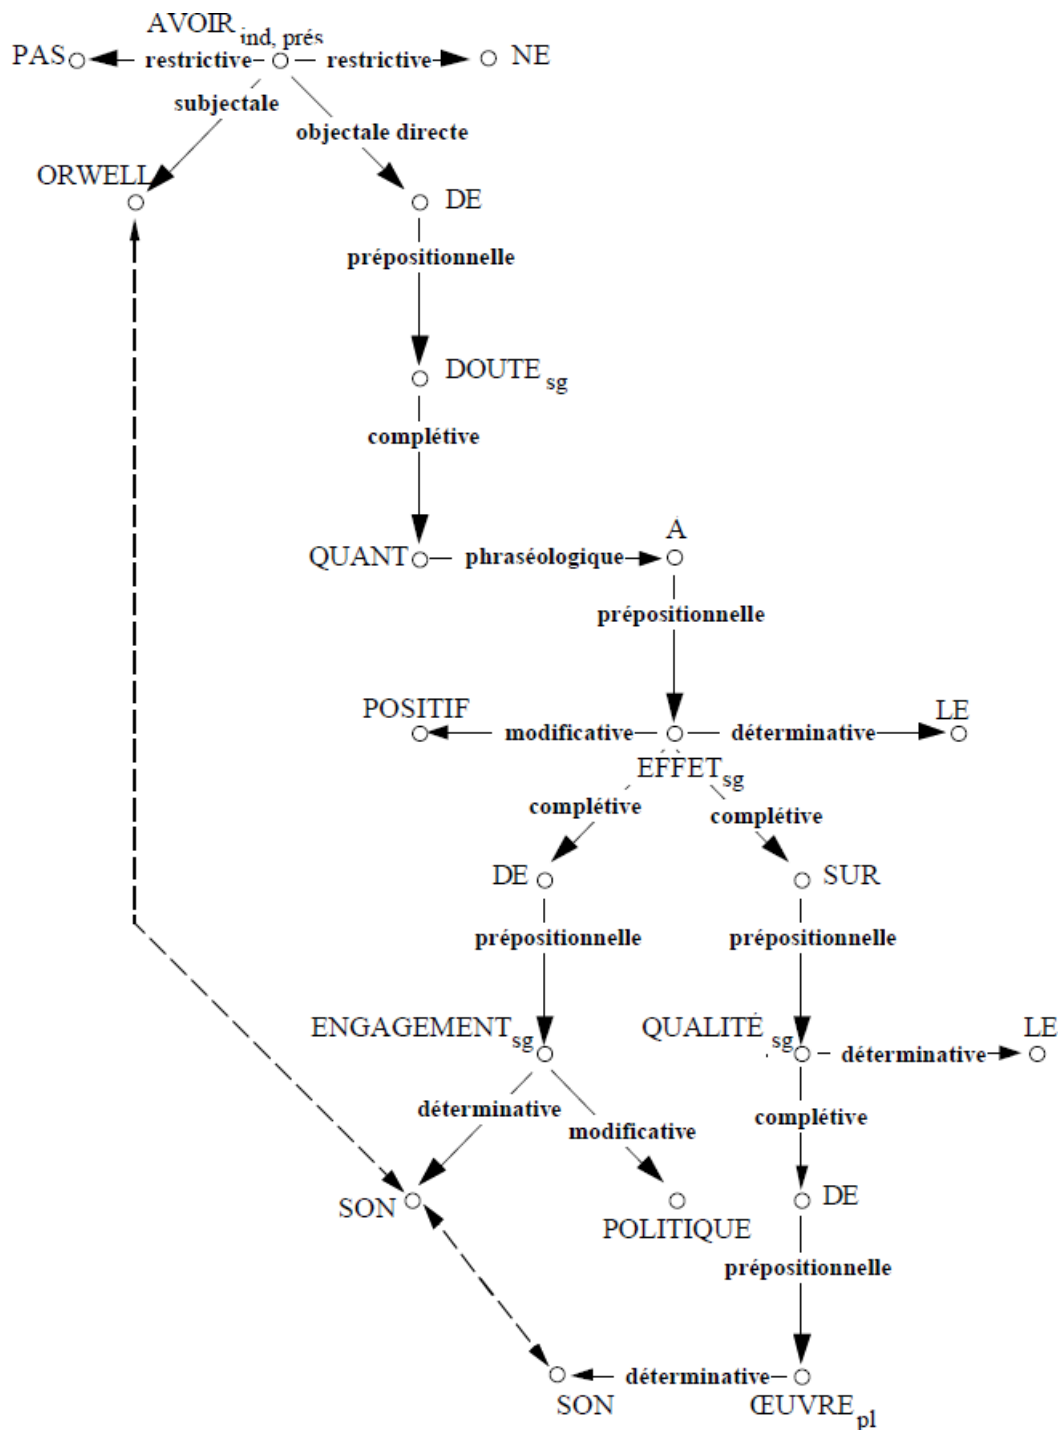 AVOIR ind, prés
PAS restrictive restrictive NE
subjectale
objectale directe
ORWELL
DE
prépositionnelle
DOUTE sg
complétive
À
QUANT phraséologique
prépositionnelle
POSITIF LE
modificative déterminative
EFFET sg
complétive complétive
DE SUR
prépositionnelle prépositionnelle
ENGAGEMENT sg QUALITÉ sg LE
déterminative
déterminative complétive
modificative
SON DE
POLITIQUE
prépositionnelle
déterminative
SON ŒUVRE pl